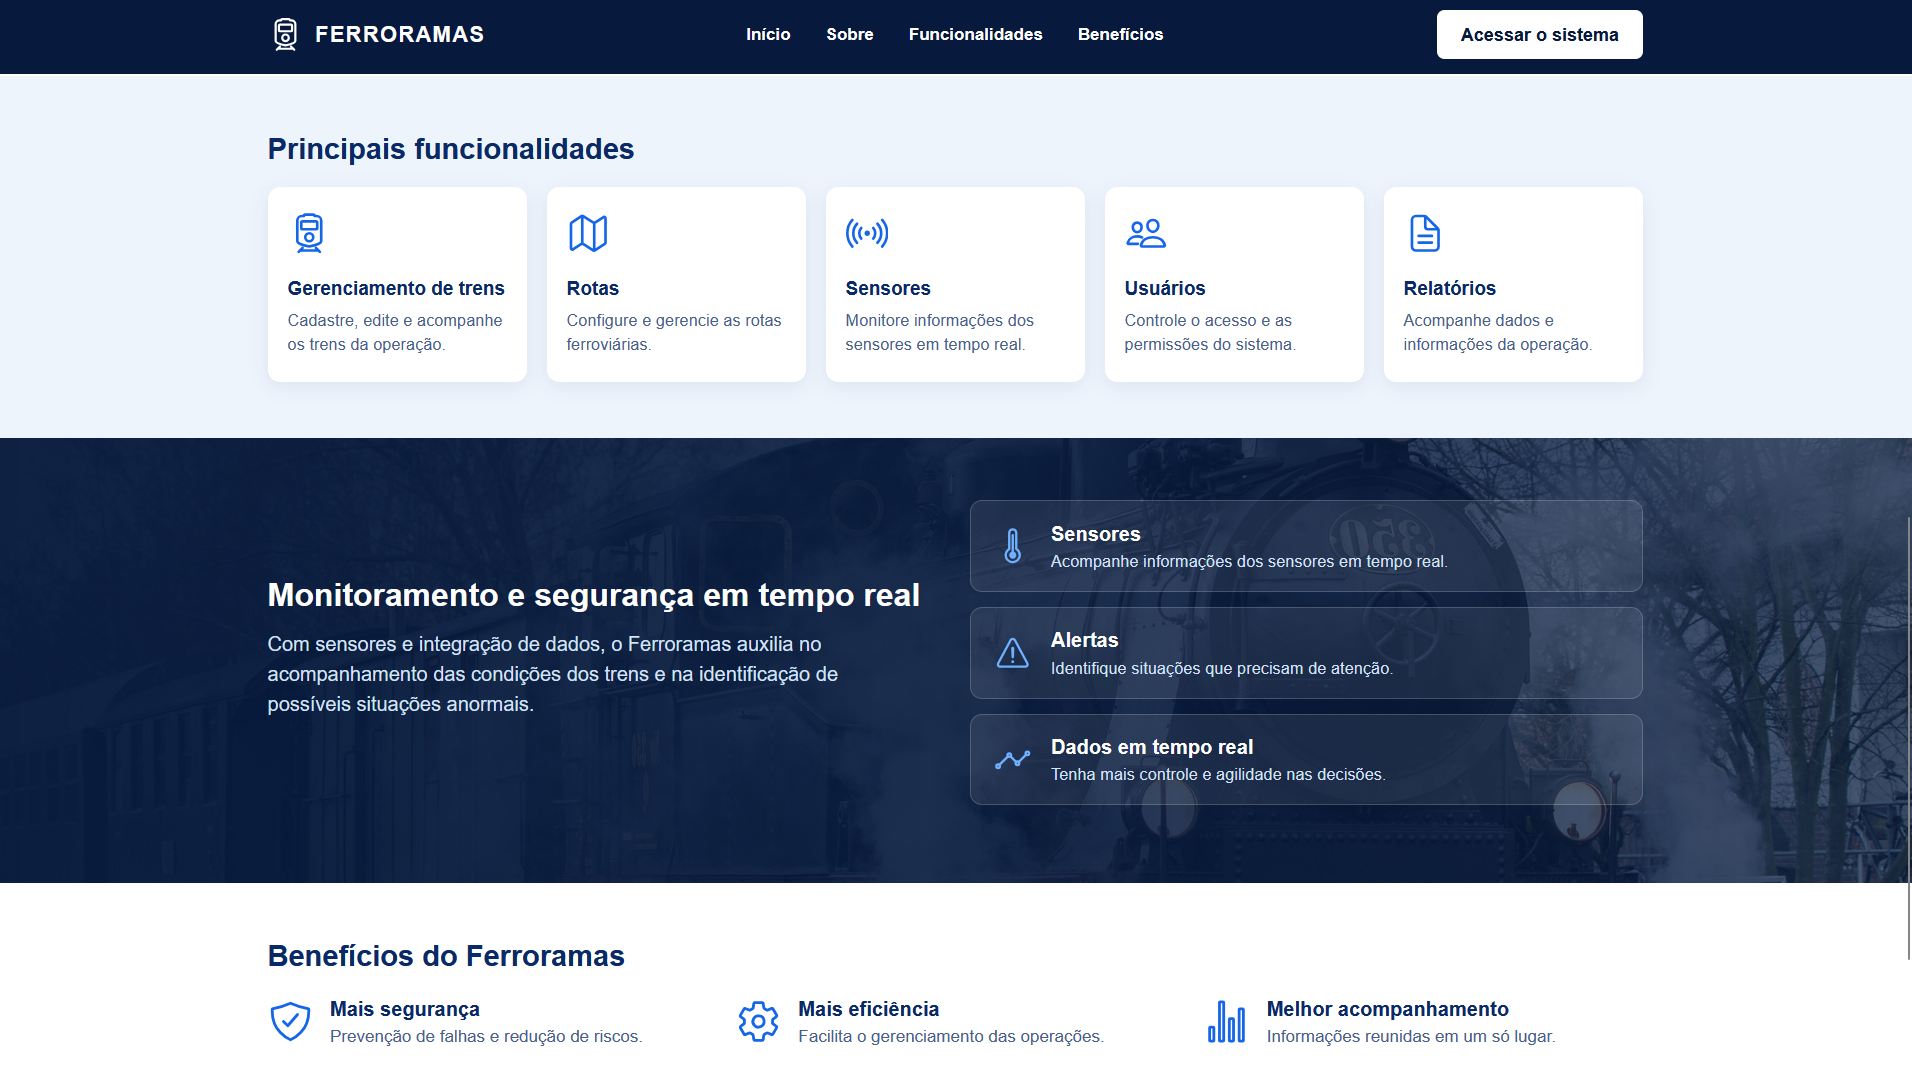 FERRORAMAS
Início
Sobre
Funcionalidades
Benefícios
Acessar o sistema
Principais funcionalidades
Gerenciamento de trens
Cadastre, edite e acompanhe
os trens da operação.
Rotas
Configure e gerencie as rotas
ferroviárias.
Sensores
Monitore informações dos
sensores em tempo real.
Usuários
Controle o acesso e as
permissões do sistema.
Relatórios
Acompanhe dados e
informações da operação.
Monitoramento e segurança em tempo real
Com sensores e integração de dados, o Ferroramas auxilia no
acompanhamento das condições dos trens e na identificação de
possíveis situações anormais.
Sensores
Acompanhe informações dos sensores em tempo real.
Alertas
Identifique situações que precisam de atenção.
Dados em tempo real
Tenha mais controle e agilidade nas decisões.
Benefícios do Ferroramas
Mais segurança
Prevenção de falhas e redução de riscos.
Mais eficiência
Facilita o gerenciamento das operações.
Melhor acompanhamento
Informações reunidas em um só lugar.